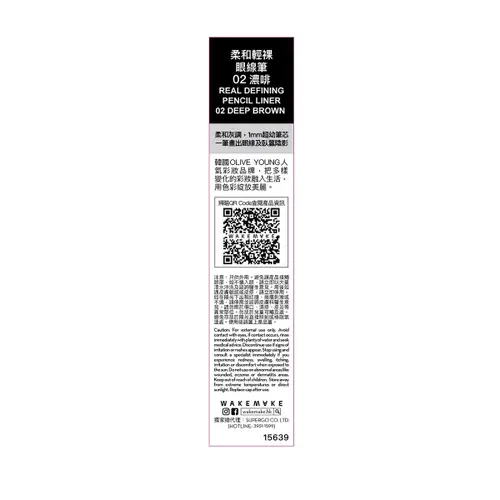 柔和輕裸
眼線筆
02 濃啡
REAL DEFINING
PENCIL LINER
02 DEEP BROWN
柔和灰調，1mm超幼筆芯
一筆畫出眼線及臥蠶陰影
韓國OLIVE YOUNG人
氣彩妝品牌，把多樣
變化的彩妝融入生活，
用色彩綻放美麗。
掃瞄QR Code查閱產品資訊
WAKEMAKE
Caution: For external use only. Avoid
contact with eyes, if contact occurs, rinse
immediately with plenty of water and seek
medical advice. Discontinue use if signs of
irritation or rashes appear. Stop using and
consult a specialist immediately if you
experience redness, swelling, itching,
irritation or discomfort when exposed to
the sun. Do not use on abnormal areas like
wounded, eczema or dermatitis areas.
Keep out of reach of children. Store away
from extreme temperatures or direct
sunlight. Replace cap after use.
WAKEMAKE
wakemake.hk
獨家總代理：SUPERGO CO. LTD
(HOTLINE: 3951-1599)
15639